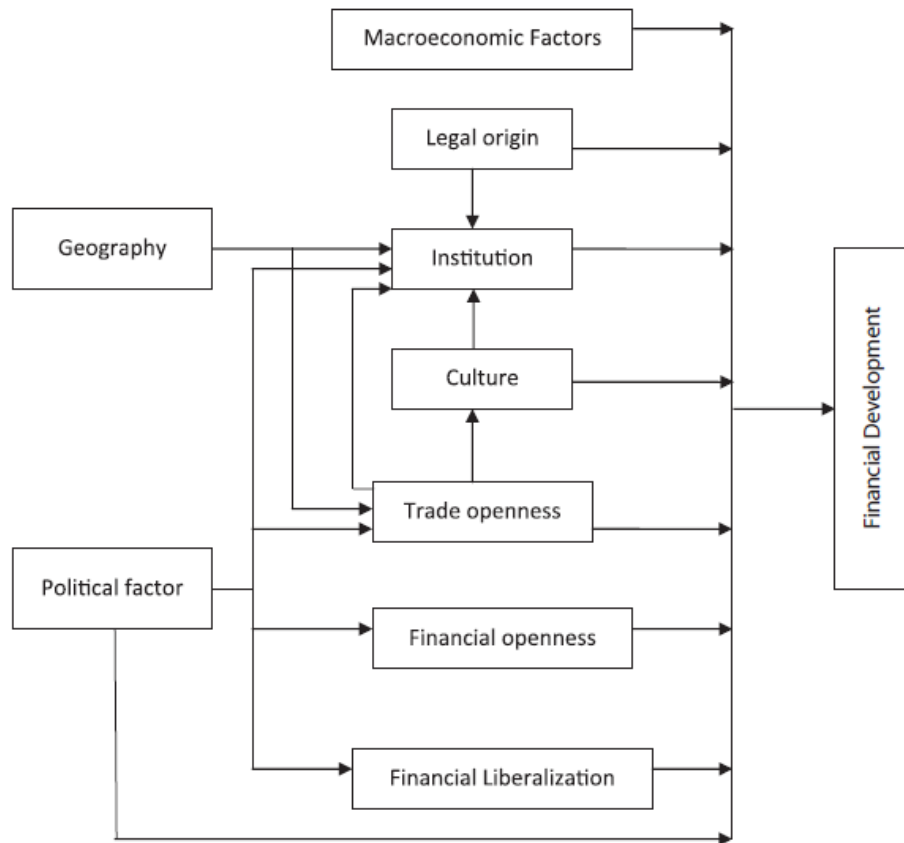 Macroeconomic Factors
Legal origin
Geography
Institution
Culture
Financial Development
Trade openness
Political factor
Financial openness
Financial Liberalization